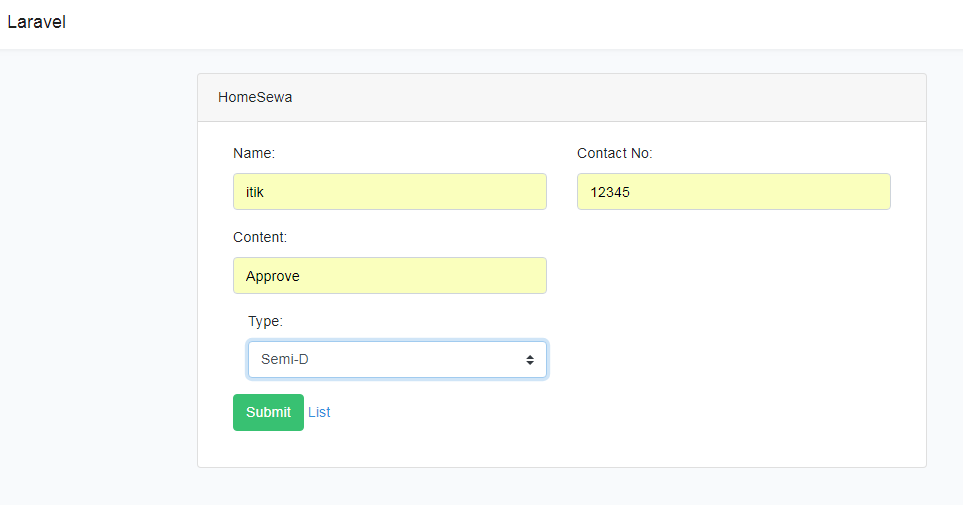 Laravel
HomeSewa
Name: Contact No:
itik 12345
Content:
Approve
Type:
Semi-D
Submit List